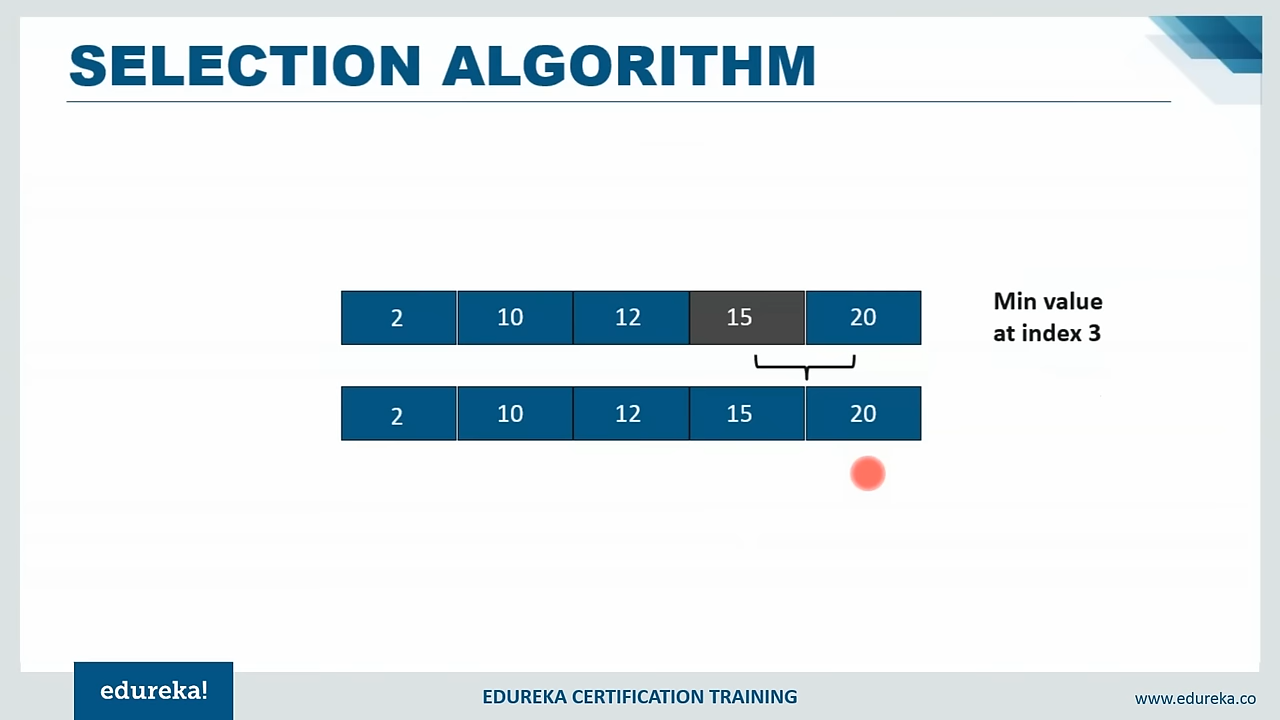 SELECTION ALGORITHM
2 10 12 15 20
Min value
at index 3
2 10 12 15 20
edureka!
EDUREKA CERTIFICATION TRAINING
www.edureka.co